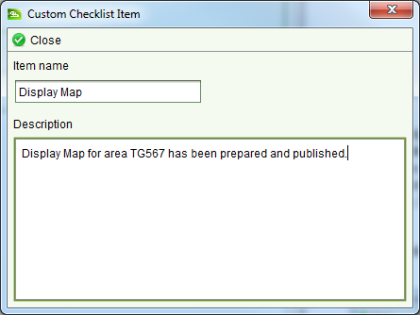 Custom Checklist Item
Close
Item name
Display Map
Description
Display Map for area TG567 has been prepared and published.